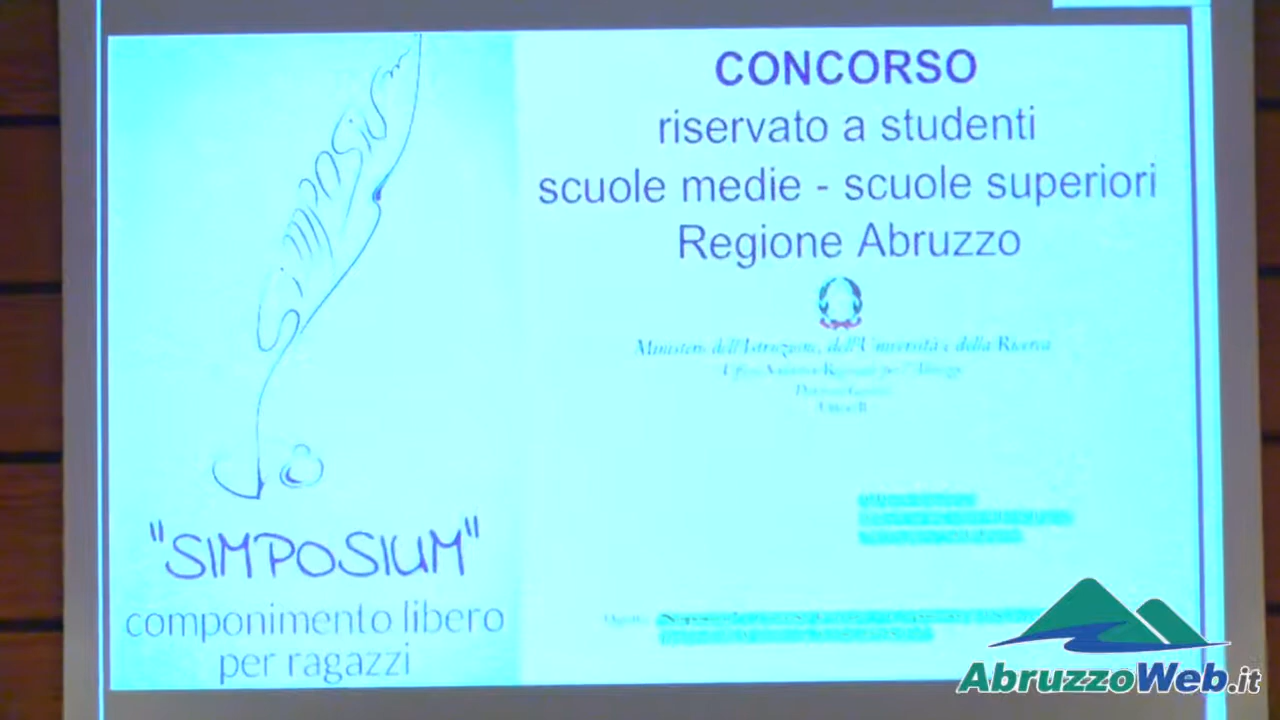 Simposium
"SIMPOSIUM"
componimento libero
per ragazzi
CONCORSO
riservato a studenti
scuole medie - scuole superiori
Regione Abruzzo
Ministero dell'Istruzione, dell'Università e della Ricerca
AbruzzoWeb.it